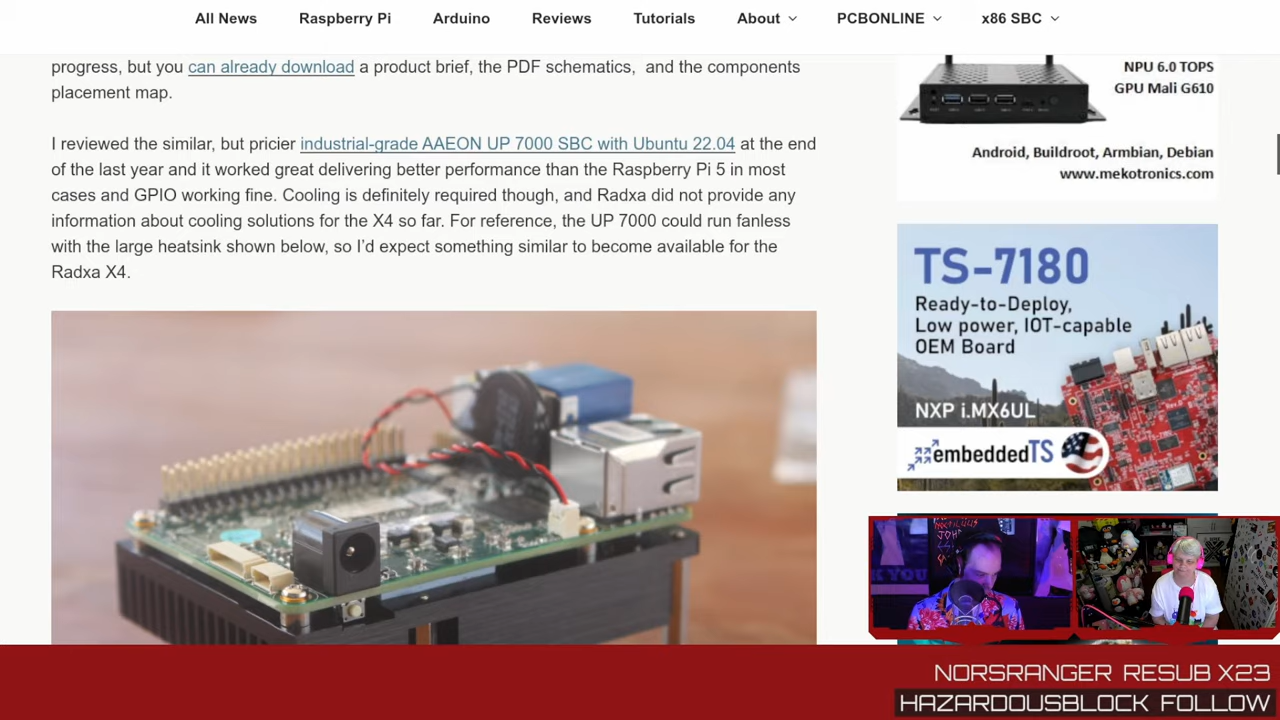 All News
Raspberry Pi
Arduino
Reviews
Tutorials
About
PCBONLINE
x86 SBC
progress, but you can already download a product brief, the PDF schematics,  and the components
placement map.
I reviewed the similar, but pricier industrial-grade AAEON UP 7000 SBC with Ubuntu 22.04 at the end
of the last year and it worked great delivering better performance than the Raspberry Pi 5 in most
cases and GPIO working fine. Cooling is definitely required though, and Radxa did not provide any
information about cooling solutions for the X4 so far. For reference, the UP 7000 could run fanless
with the large heatsink shown below, so I’d expect something similar to become available for the
Radxa X4.
NPU 6.0 TOPS
GPU Mali G610
Android, Buildroot, Armbian, Debian
www.mekotronics.com
TS-7180
Ready-to-Deploy,
Low power, IOT-capable
OEM Board
NXP i.MX6UL
embeddedTS
NORSRANGER RESUB X23
HAZARDOUSBLOCK FOLLOW